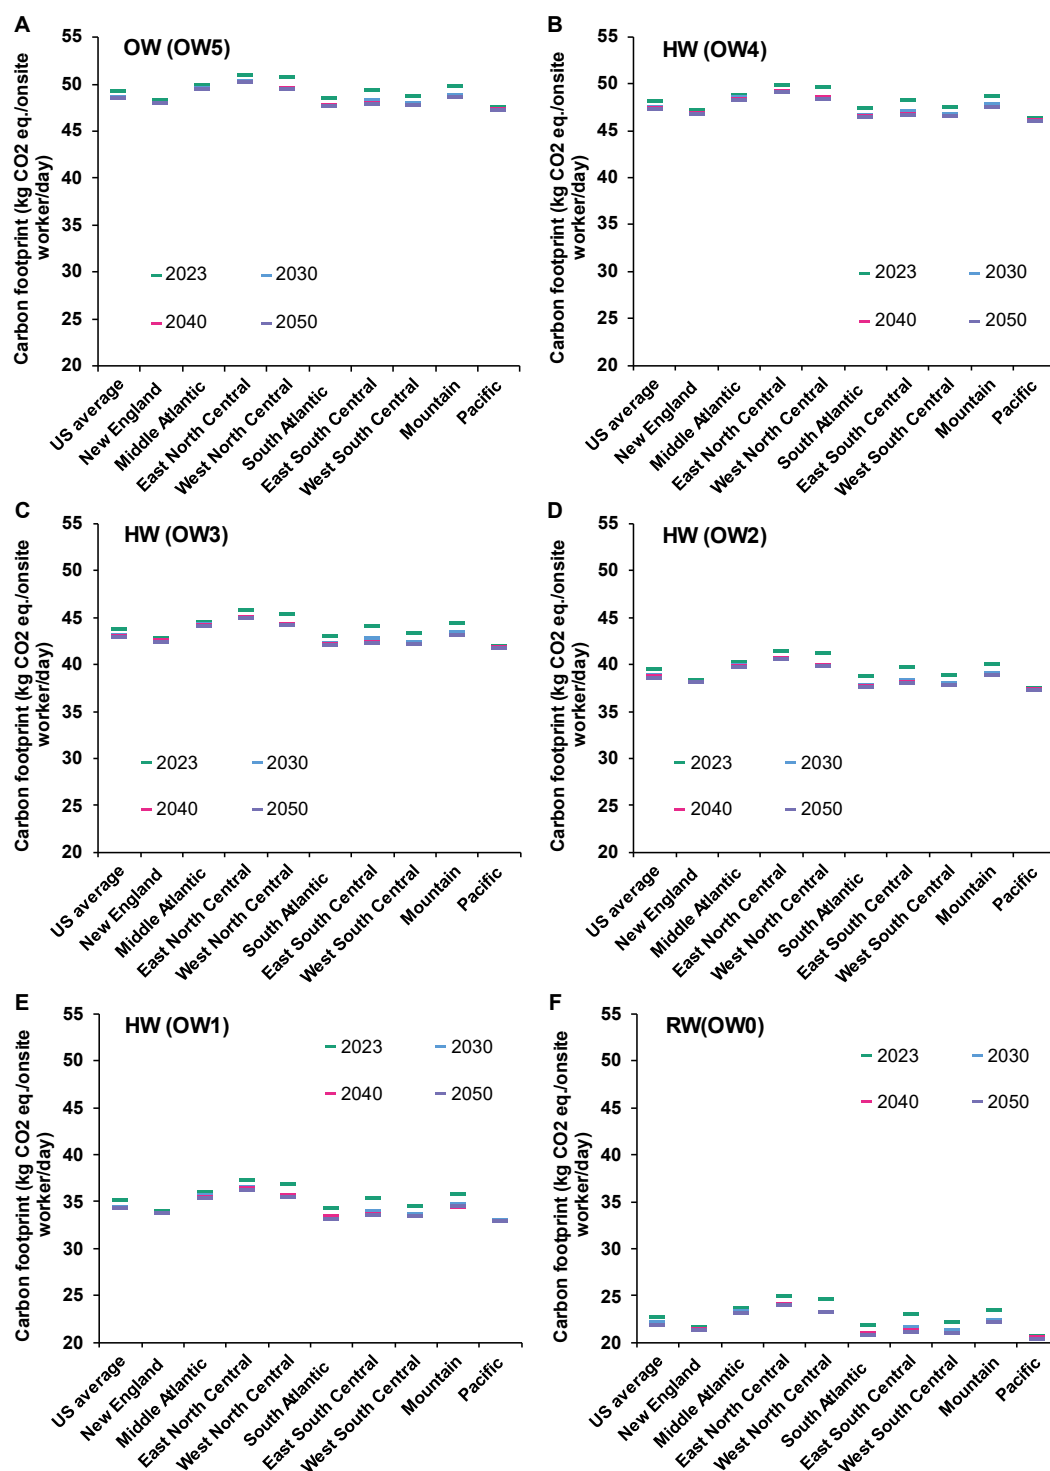 A
OW (OW5)
Carbon footprint (kg CO2 eq./onsite
worker/day)
55
50
45
40
35
30
25
20
2023
2030
2040
2050
US average
New England
Middle Atlantic
East North Central
West North Central
South Atlantic
East South Central
West South Central
Mountain
Pacific
B
HW (OW4)
Carbon footprint (kg CO2 eq./onsite
worker/day)
55
50
45
40
35
30
25
20
2023
2030
2040
2050
US average
New England
Middle Atlantic
East North Central
West North Central
South Atlantic
East South Central
West South Central
Mountain
Pacific
C
HW (OW3)
Carbon footprint (kg CO2 eq./onsite
worker/day)
55
50
45
40
35
30
25
20
2023
2030
2040
2050
US average
New England
Middle Atlantic
East North Central
West North Central
South Atlantic
East South Central
West South Central
Mountain
Pacific
D
HW (OW2)
Carbon footprint (kg CO2 eq./onsite
worker/day)
55
50
45
40
35
30
25
20
2023
2030
2040
2050
US average
New England
Middle Atlantic
East North Central
West North Central
South Atlantic
East South Central
West South Central
Mountain
Pacific
E
HW (OW1)
Carbon footprint (kg CO2 eq./onsite
worker/day)
55
50
45
40
35
30
25
20
2023
2030
2040
2050
US average
New England
Middle Atlantic
East North Central
West North Central
South Atlantic
East South Central
West South Central
Mountain
Pacific
F
RW(OW0)
Carbon footprint (kg CO2 eq./onsite
worker/day)
55
50
45
40
35
30
25
20
2023
2030
2040
2050
US average
New England
Middle Atlantic
East North Central
West North Central
South Atlantic
East South Central
West South Central
Mountain
Pacific